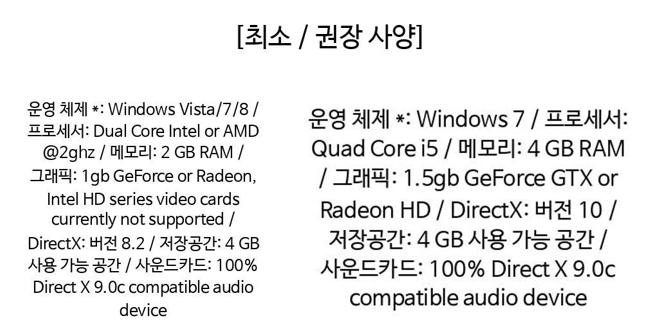 [최소 / 권장 사양]
운영 체제 *: Windows Vista/7/8 /
프로세서: Dual Core Intel or AMD
@2ghz / 메모리: 2 GB RAM /
그래픽: 1gb GeForce or Radeon,
Intel HD series video cards
currently not supported /
DirectX: 버전 8.2 / 저장공간: 4 GB
사용 가능 공간 / 사운드카드: 100%
Direct X 9.0c compatible audio
device
운영 체제 *: Windows 7 / 프로세서:
Quad Core i5 / 메모리: 4 GB RAM
/ 그래픽: 1.5gb GeForce GTX or
Radeon HD / DirectX: 버전 10 /
저장공간: 4 GB 사용 가능 공간 /
사운드카드: 100% Direct X 9.0c
compatible audio device